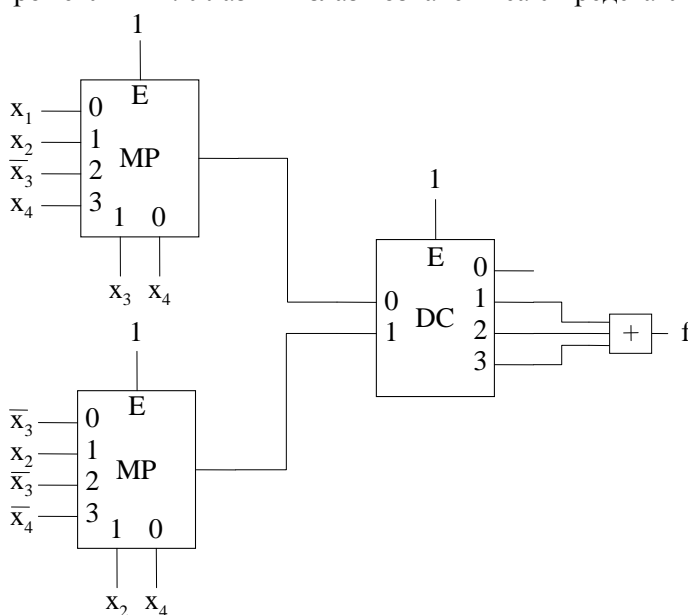 1
E
x₁ 0
x₂ 1
x̅₃ 2
x₄ 3
MP
1 0
x₃ x₄
1
E
0
1
2
3
0
1
DC
+
f
1
E
x̅₃ 0
x₂ 1
x̅₃ 2
x̅₄ 3
MP
1 0
x₂ x₄